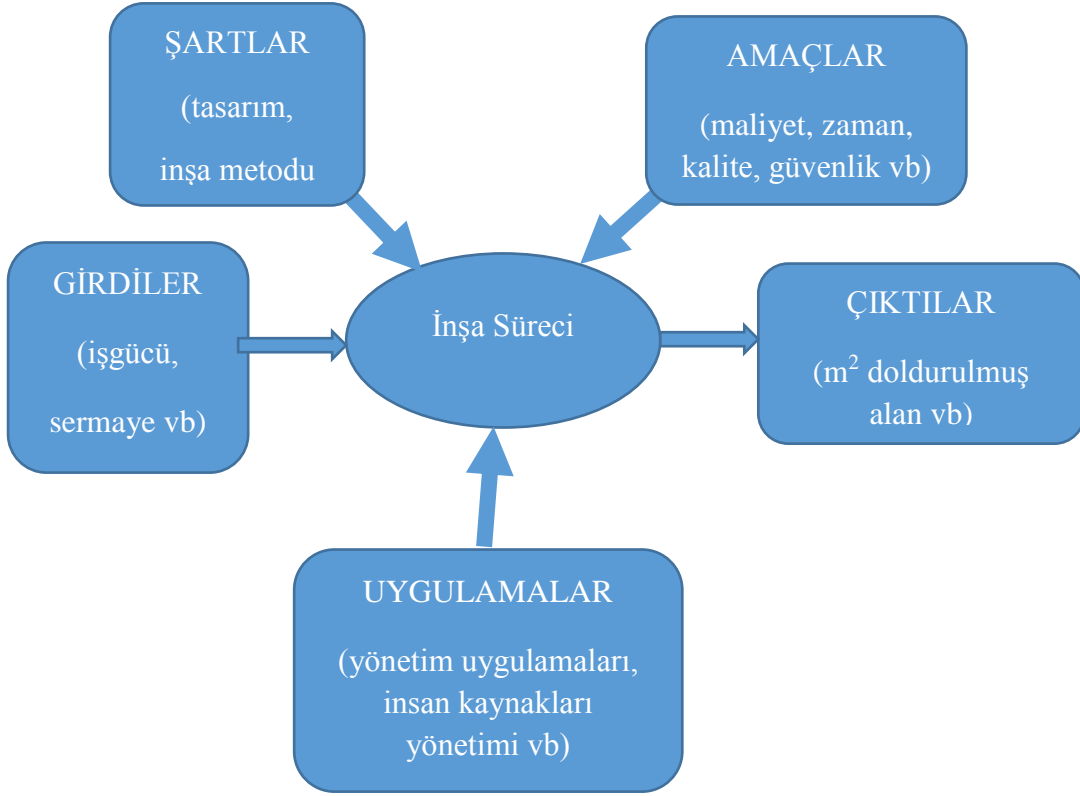 ŞARTLAR
(tasarım,
inşa metodu
AMAÇLAR
(maliyet, zaman,
kalite, güvenlik vb)
GİRDİLER
(işgücü,
sermaye vb)
İnşa Süreci
ÇIKTILAR
(m² doldurulmuş
alan vb)
UYGULAMALAR
(yönetim uygulamaları,
insan kaynakları
yönetimi vb)